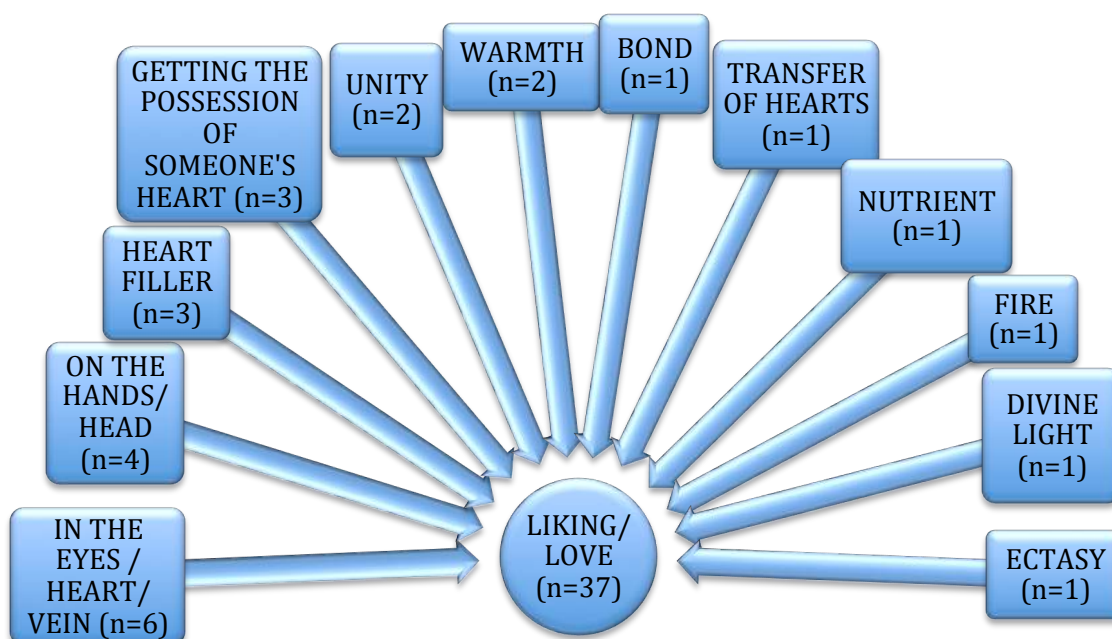 GETTING THE
POSSESSION
OF
SOMEONE'S
HEART (n=3)
UNITY
(n=2)
WARMTH
(n=2)
BOND
(n=1)
TRANSFER
OF HEARTS
(n=1)
NUTRIENT
(n=1)
HEART
FILLER
(n=3)
FIRE
(n=1)
ON THE
HANDS/
HEAD
(n=4)
DIVINE
LIGHT
(n=1)
IN THE
EYES /
HEART/
VEIN (n=6)
LIKING/
LOVE
(n=37)
ECTASY
(n=1)